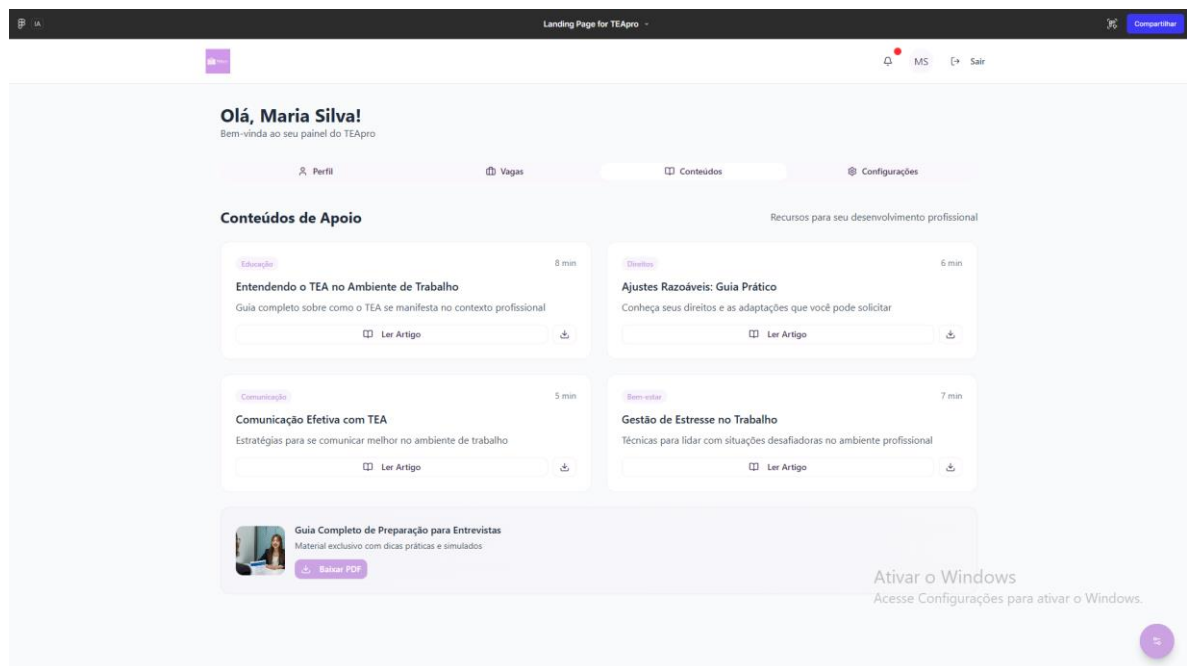 IA
Landing Page for TEApro
Compartilhar
MS
Sair
Olá, Maria Silva!
Bem-vinda ao seu painel do TEApro
Perfil
Vagas
Conteúdos
Configurações
Conteúdos de Apoio
Recursos para seu desenvolvimento profissional
Educação
8 min
Entendendo o TEA no Ambiente de Trabalho
Guia completo sobre como o TEA se manifesta no contexto profissional
Ler Artigo
Direitos
6 min
Ajustes Razoáveis: Guia Prático
Conheça seus direitos e as adaptações que você pode solicitar
Ler Artigo
Comunicação
5 min
Comunicação Efetiva com TEA
Estratégias para se comunicar melhor no ambiente de trabalho
Ler Artigo
Bem-estar
7 min
Gestão de Estresse no Trabalho
Técnicas para lidar com situações desafiadoras no ambiente profissional
Ler Artigo
Guia Completo de Preparação para Entrevistas
Material exclusivo com dicas práticas e simulados
Baixar PDF
Ativar o Windows
Acesse Configurações para ativar o Windows.